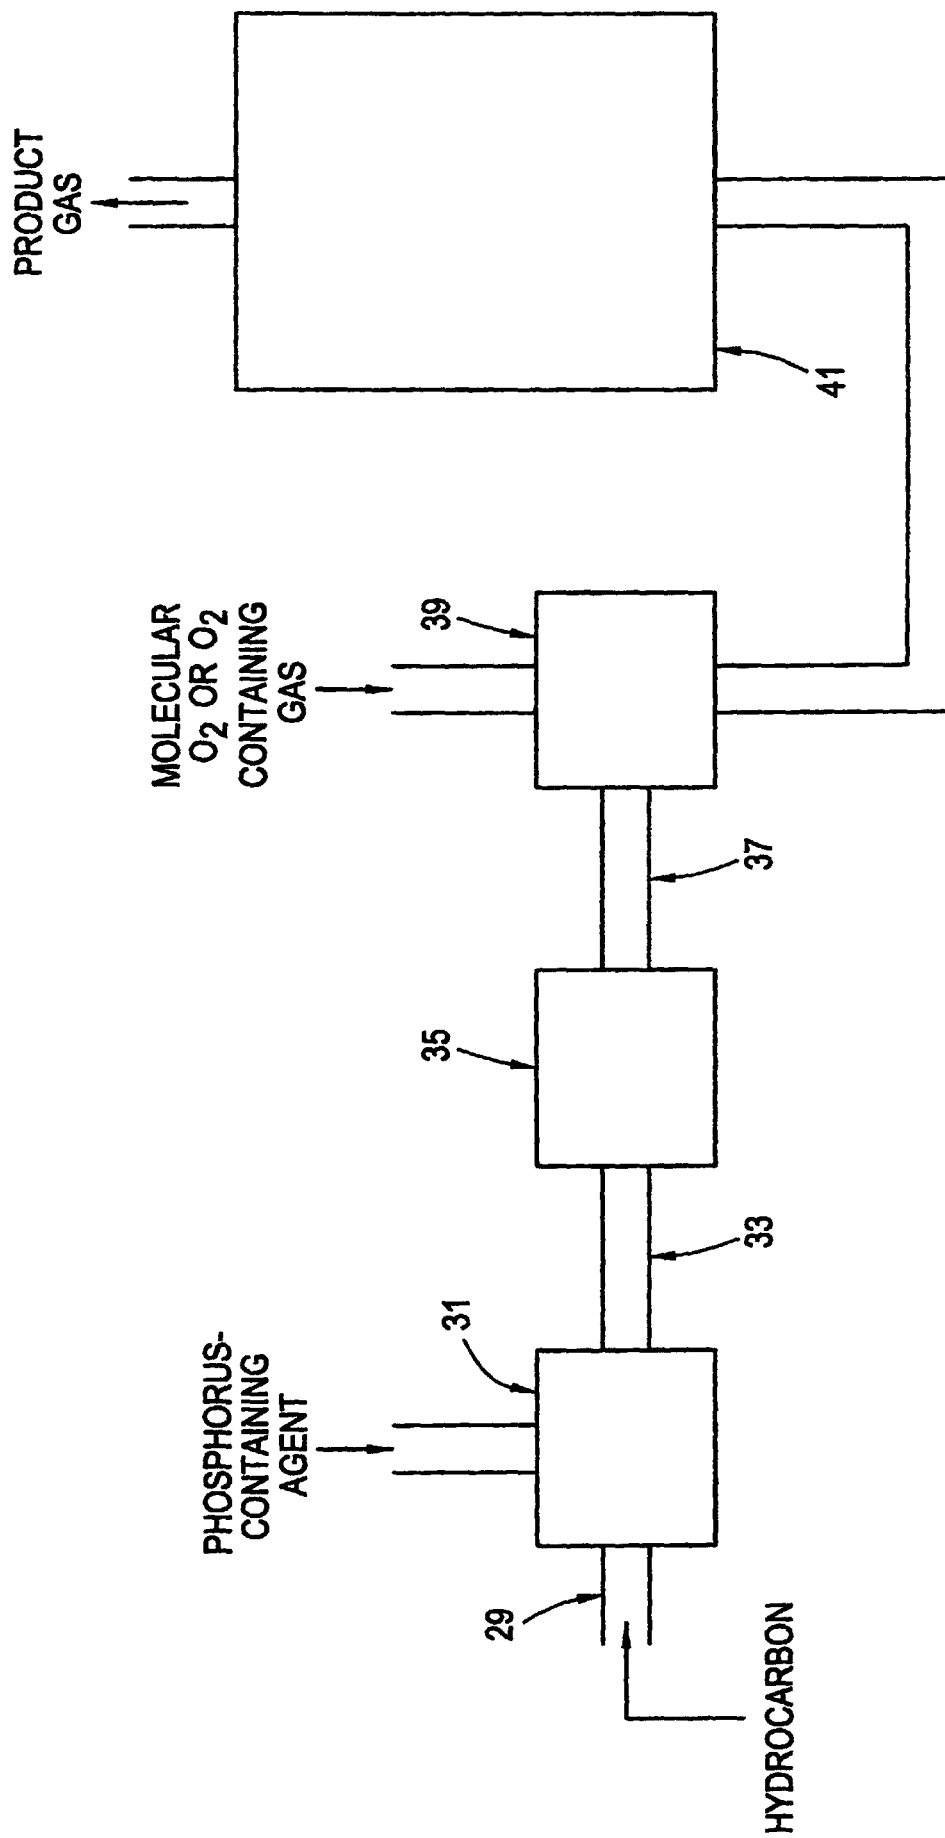 HYDROCARBON
29
PHOSPHORUS-
CONTAINING
AGENT
31
33
35
37
MOLECULAR
O2 OR O2
CONTAINING
GAS
39
41
PRODUCT
GAS